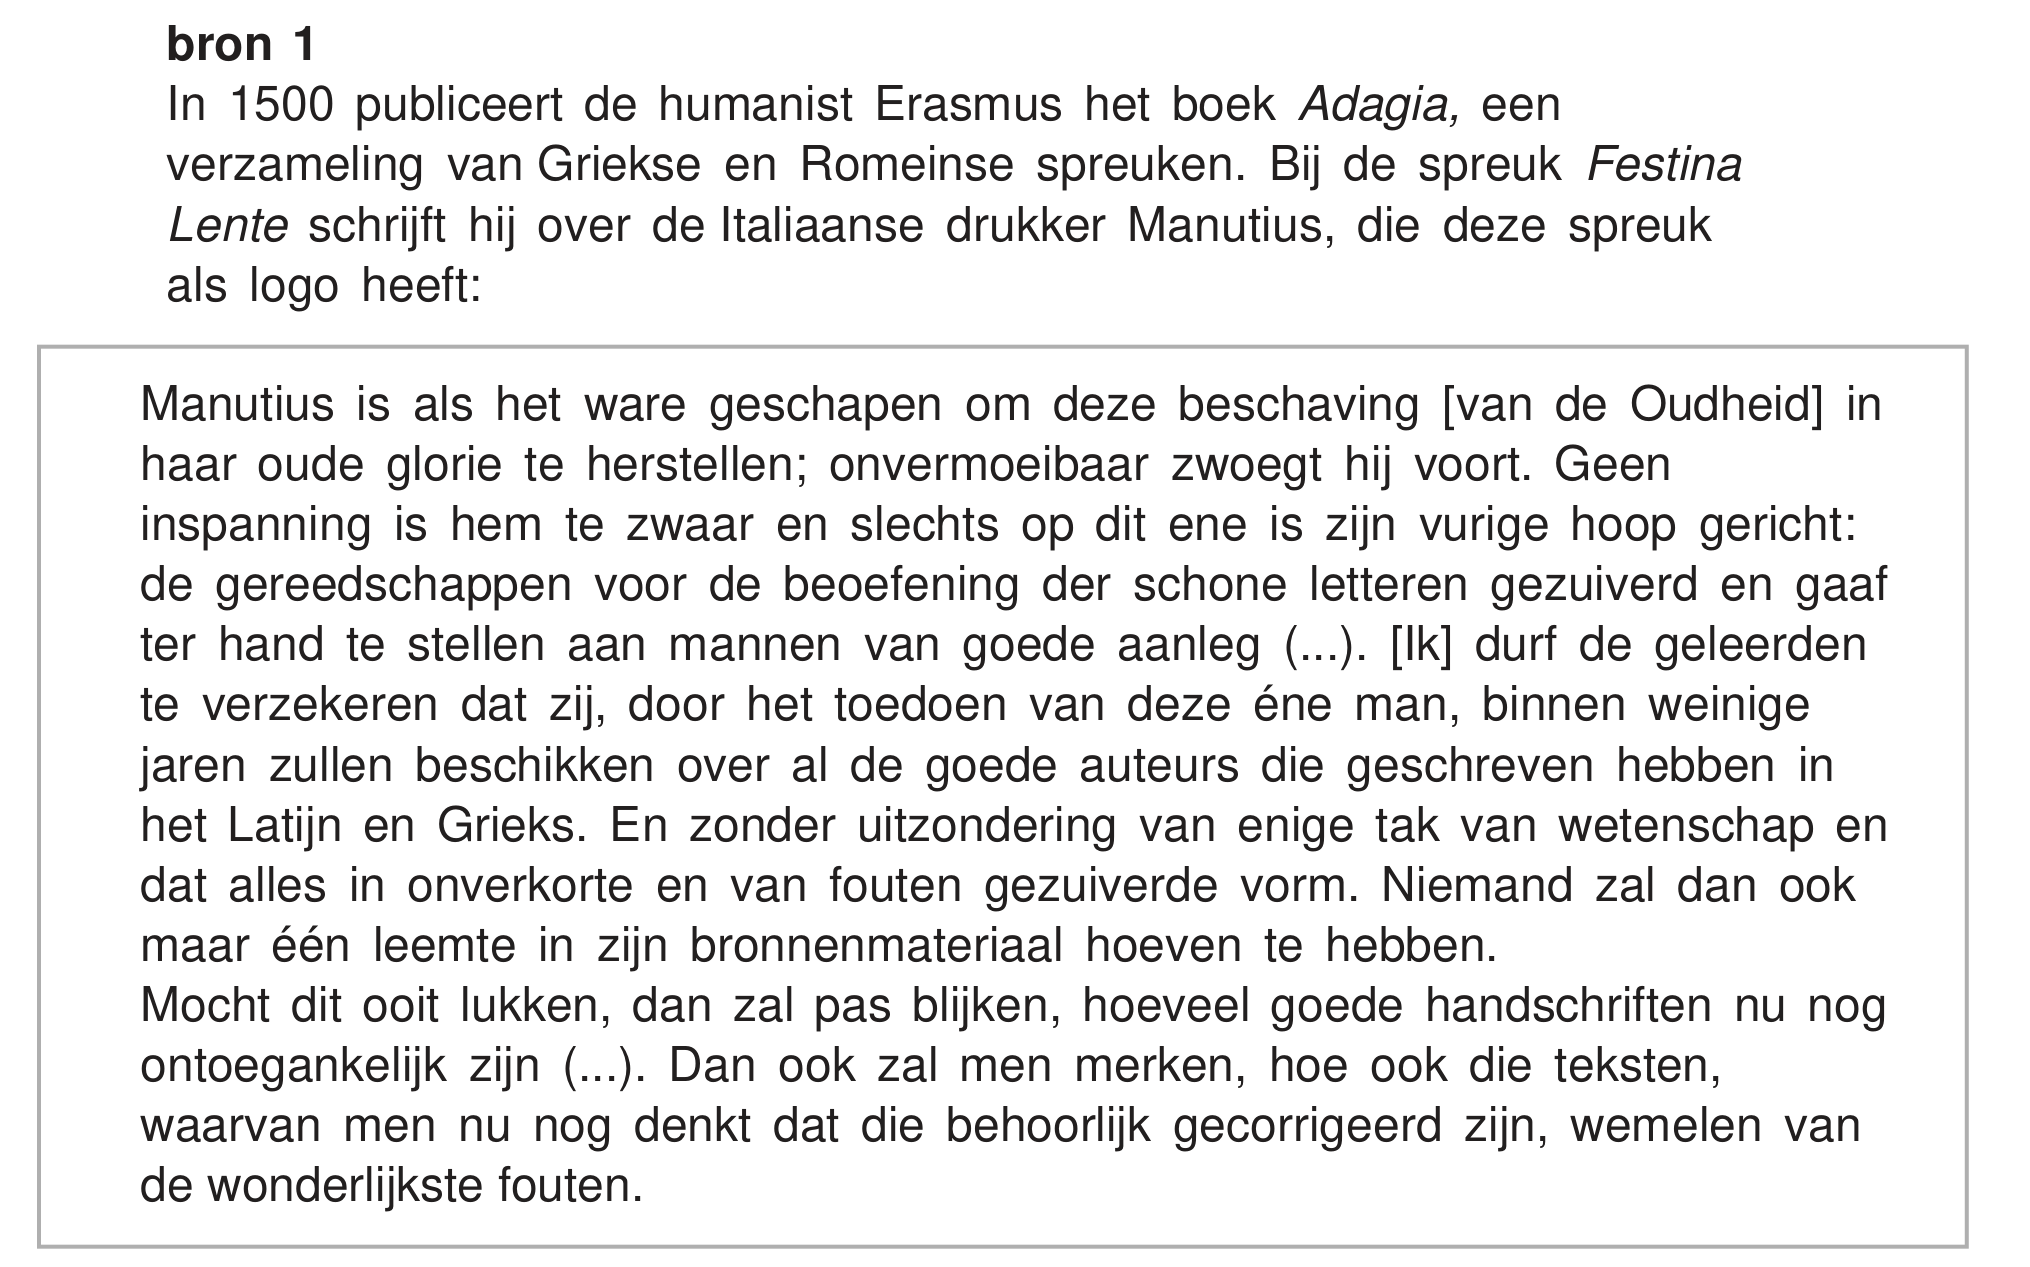 bron 1
In 1500 publiceert de humanist Erasmus het boek Adagia, een
verzameling van Griekse en Romeinse spreuken. Bij de spreuk Festina
Lente schrijft hij over de Italiaanse drukker Manutius, die deze spreuk
als logo heeft:
Manutius is als het ware geschapen om deze beschaving [van de Oudheid] in
haar oude glorie te herstellen; onvermoeibaar zwoegt hij voort. Geen
inspanning is hem te zwaar en slechts op dit ene is zijn vurige hoop gericht:
de gereedschappen voor de beoefening der schone letteren gezuiverd en gaaf
ter hand te stellen aan mannen van goede aanleg (...). [Ik] durf de geleerden
te verzekeren dat zij, door het toedoen van deze éne man, binnen weinige
jaren zullen beschikken over al de goede auteurs die geschreven hebben in
het Latijn en Grieks. En zonder uitzondering van enige tak van wetenschap en
dat alles in onverkorte en van fouten gezuiverde vorm. Niemand zal dan ook
maar één leemte in zijn bronnenmateriaal hoeven te hebben.
Mocht dit ooit lukken, dan zal pas blijken, hoeveel goede handschriften nu nog
ontoegankelijk zijn (...). Dan ook zal men merken, hoe ook die teksten,
waarvan men nu nog denkt dat die behoorlijk gecorrigeerd zijn, wemelen van
de wonderlijkste fouten.